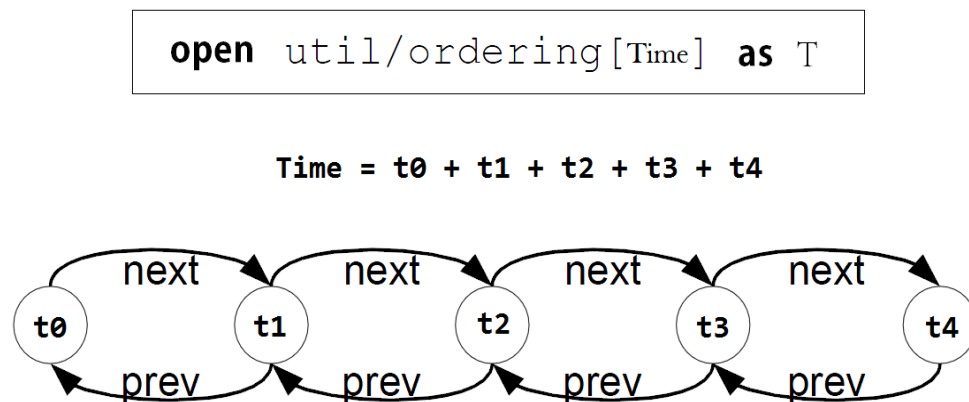 open util/ordering[Time] as T
Time = t0 + t1 + t2 + t3 + t4
next next next next
t0 t1 t2 t3 t4
prev prev prev prev